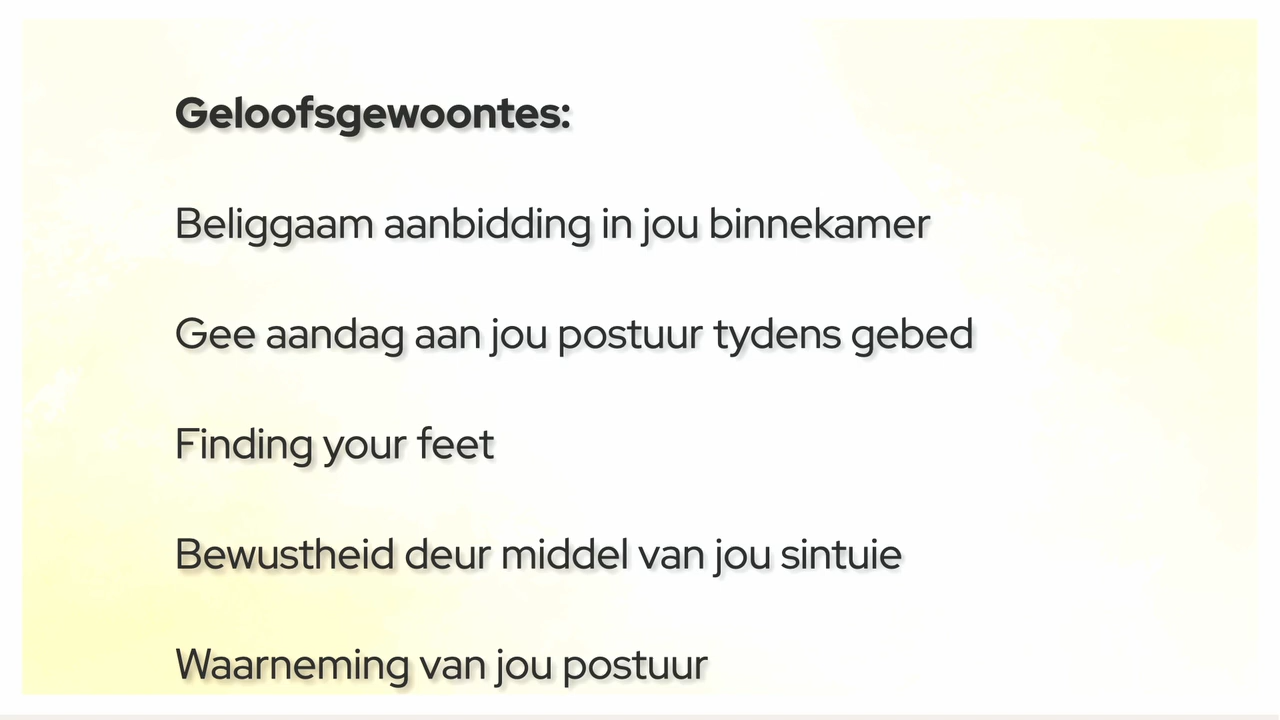 Geloofsgewoontes:
Beliggaam aanbidding in jou binnekamer
Gee aandag aan jou postuur tydens gebed
Finding your feet
Bewustheid deur middel van jou sintuie
Waarneming van jou postuur